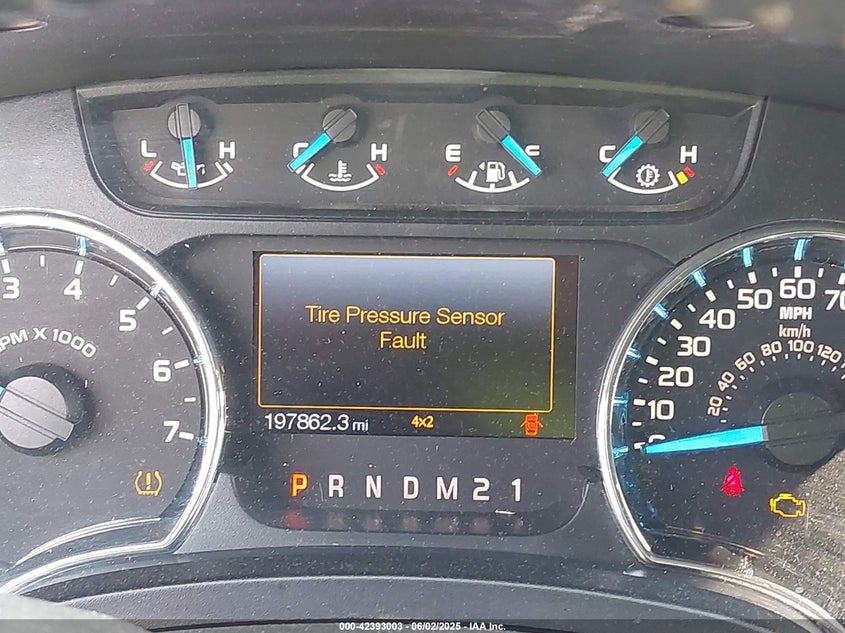 L H C H E F C H
3 4 5 6 7
RPM X 1000
Tire Pressure Sensor
Fault
197862.3 mi 4x2
P R N D M 2 1
0 10 20 30 40 50 60 70
MPH
km/h
20 40 60 80 100 120
000-42393003 - 06/02/2025 - IAA Inc.